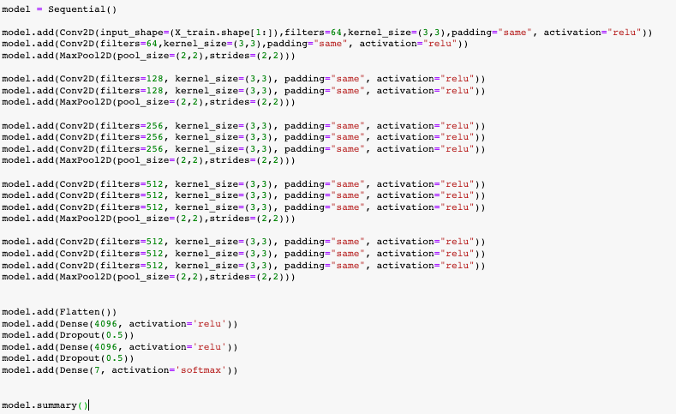 model = Sequential()
model.add(Conv2D(input_shape=(X_train.shape[1:]),filters=64,kernel_size=(3,3),padding="same", activation="relu"))
model.add(Conv2D(filters=64,kernel_size=(3,3),padding="same", activation="relu"))
model.add(MaxPool2D(pool_size=(2,2),strides=(2,2)))
model.add(Conv2D(filters=128, kernel_size=(3,3), padding="same", activation="relu"))
model.add(Conv2D(filters=128, kernel_size=(3,3), padding="same", activation="relu"))
model.add(MaxPool2D(pool_size=(2,2),strides=(2,2)))
model.add(Conv2D(filters=256, kernel_size=(3,3), padding="same", activation="relu"))
model.add(Conv2D(filters=256, kernel_size=(3,3), padding="same", activation="relu"))
model.add(Conv2D(filters=256, kernel_size=(3,3), padding="same", activation="relu"))
model.add(MaxPool2D(pool_size=(2,2),strides=(2,2)))
model.add(Conv2D(filters=512, kernel_size=(3,3), padding="same", activation="relu"))
model.add(Conv2D(filters=512, kernel_size=(3,3), padding="same", activation="relu"))
model.add(Conv2D(filters=512, kernel_size=(3,3), padding="same", activation="relu"))
model.add(MaxPool2D(pool_size=(2,2),strides=(2,2)))
model.add(Conv2D(filters=512, kernel_size=(3,3), padding="same", activation="relu"))
model.add(Conv2D(filters=512, kernel_size=(3,3), padding="same", activation="relu"))
model.add(Conv2D(filters=512, kernel_size=(3,3), padding="same", activation="relu"))
model.add(MaxPool2D(pool_size=(2,2),strides=(2,2)))
model.add(Flatten())
model.add(Dense(4096, activation='relu'))
model.add(Dropout(0.5))
model.add(Dense(4096, activation='relu'))
model.add(Dropout(0.5))
model.add(Dense(7, activation='softmax'))
model.summary()